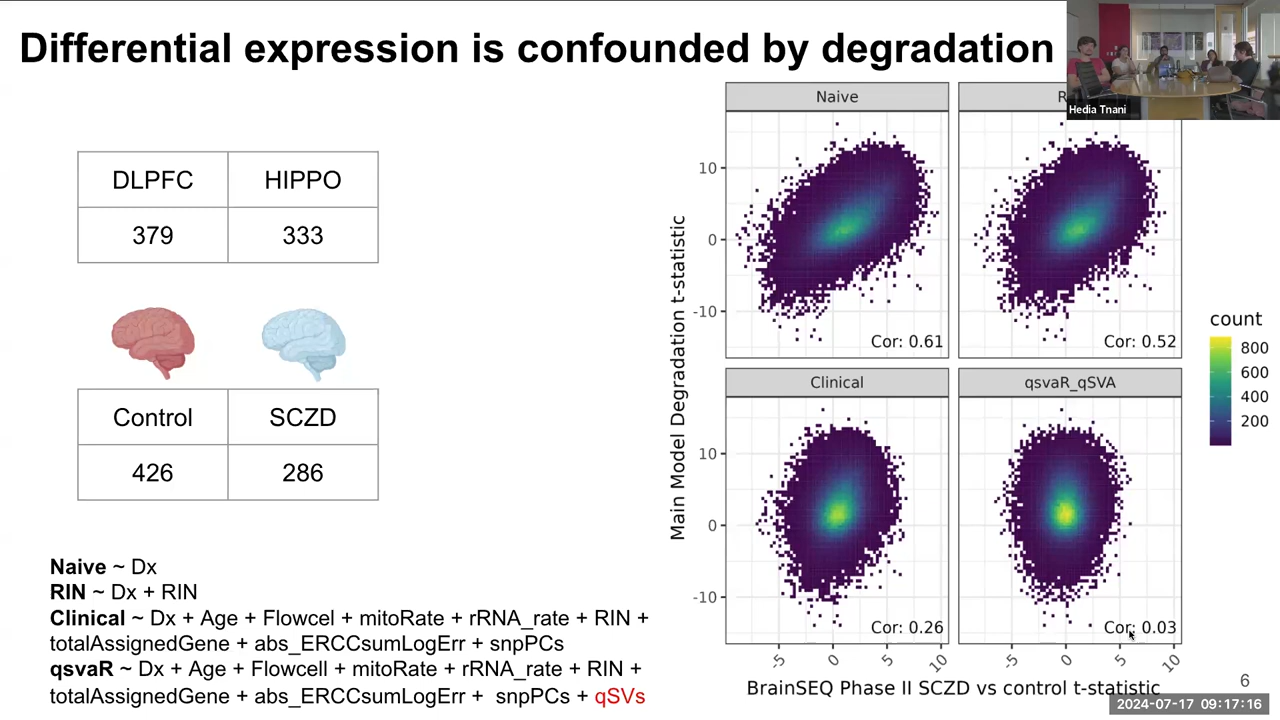 Differential expression is confounded by degradation
Hedia Tnani
DLPFC HIPPO
379 333
Control SCZD
426 286
Naive ~ Dx
RIN ~ Dx + RIN
Clinical ~ Dx + Age + Flowcel + mitoRate + rRNA_rate + RIN +
totalAssignedGene + abs_ERCCsumLogErr + snpPCs
qsvaR ~ Dx + Age + Flowcell + mitoRate + rRNA_rate + RIN +
totalAssignedGene + abs_ERCCsumLogErr + snpPCs + qSVs
Main Model Degradation t-statistic
Naive
R
10
0
-10
Cor: 0.61
Cor: 0.52
Clinical
qsvaR_qSVA
10
0
-10
Cor: 0.26
Cor: 0.03
-5 0 5 10
-5 0 5 10
BrainSEQ Phase II SCZD vs control t-statistic
count
800
600
400
200
6
2024-07-17 09:17:16